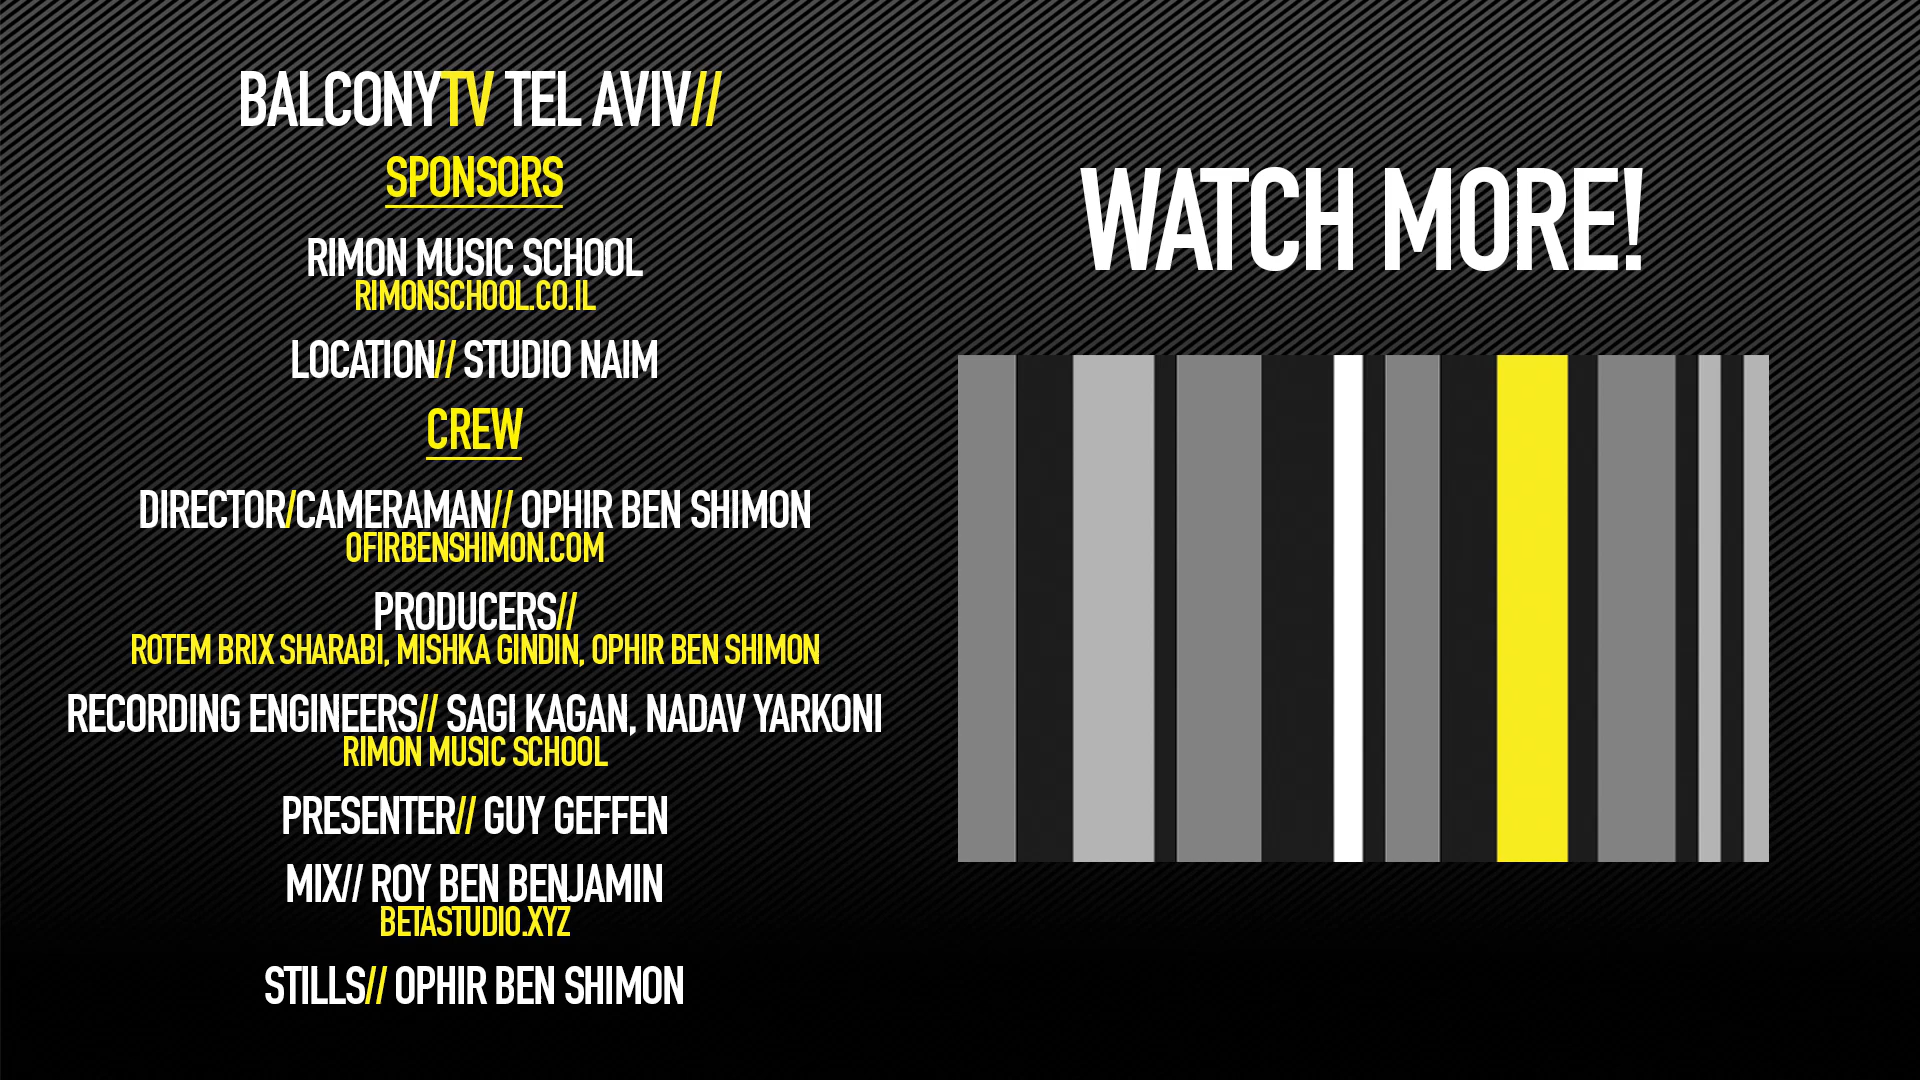 BALCONYTV TEL AVIV//
SPONSORS
RIMON MUSIC SCHOOL
RIMONSCHOOL.CO.IL
LOCATION// STUDIO NAIM
CREW
DIRECTOR/CAMERAMAN// OPHIR BEN SHIMON
OFIRBENSHIMON.COM
PRODUCERS//
ROTEM BRIX SHARABI, MISHKA GINDIN, OPHIR BEN SHIMON
RECORDING ENGINEERS// SAGI KAGAN, NADAV YARKONI
RIMON MUSIC SCHOOL
PRESENTER// GUY GEFFEN
MIX// ROY BEN BENJAMIN
BETASTUDIO.XYZ
STILLS// OPHIR BEN SHIMON
WATCH MORE!